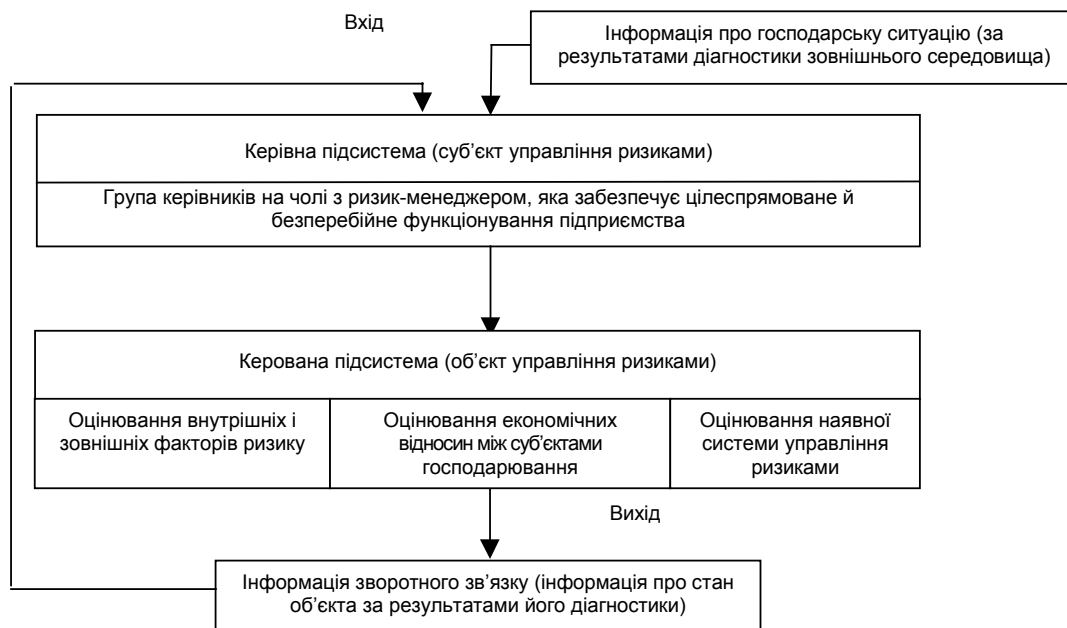 Вхід
Інформація про господарську ситуацію (за
результатами діагностики зовнішнього середовища)
Керівна підсистема (суб’єкт управління ризиками)
Група керівників на чолі з ризик-менеджером, яка забезпечує цілеспрямоване й
безперебійне функціонування підприємства
Керована підсистема (об’єкт управління ризиками)
Оцінювання внутрішніх і
зовнішніх факторів ризику
Оцінювання економічних
відносин між суб’єктами
господарювання
Оцінювання наявної
системи управління
ризиками
Вихід
Інформація зворотного зв’язку (інформація про стан
об’єкта за результатами його діагностики)